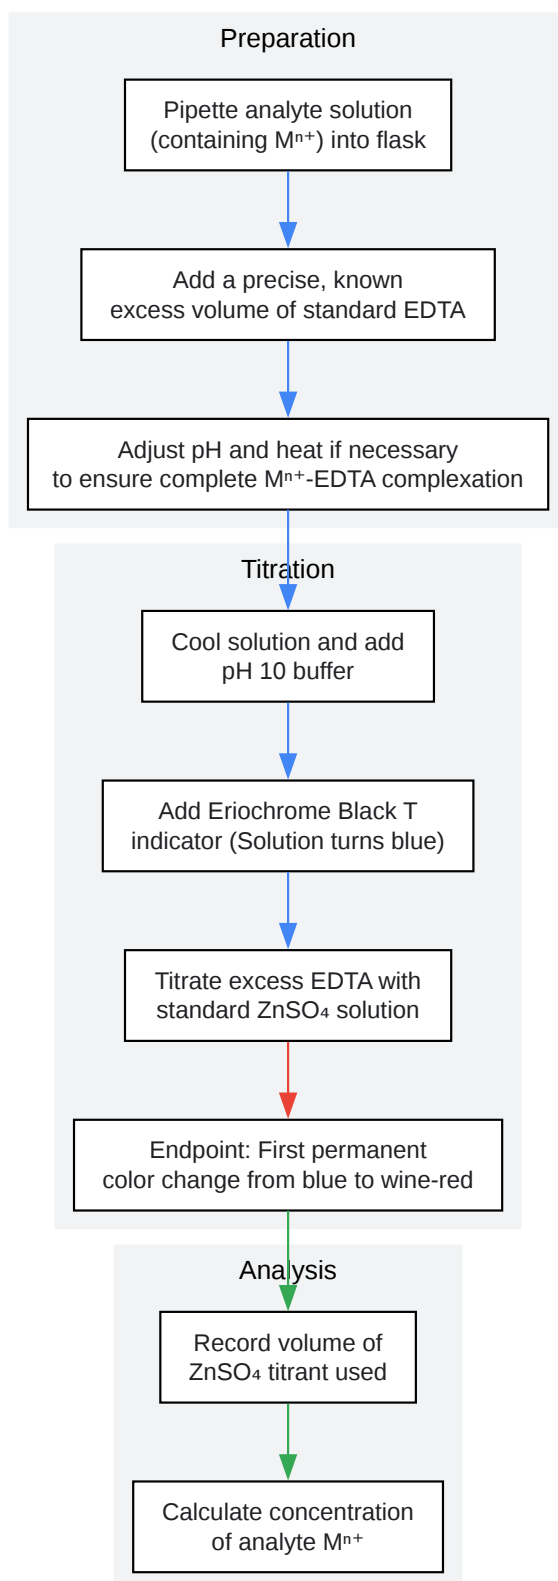 Preparation
Pipette analyte solution
(containing Mⁿ⁺) into flask
Add a precise, known
excess volume of standard EDTA
Adjust pH and heat if necessary
to ensure complete Mⁿ⁺-EDTA complexation
Titration
Cool solution and add
pH 10 buffer
Add Eriochrome Black T
indicator (Solution turns blue)
Titrate excess EDTA with
standard ZnSO₄ solution
Endpoint: First permanent
color change from blue to wine-red
Analysis
Record volume of
ZnSO₄ titrant used
Calculate concentration
of analyte Mⁿ⁺